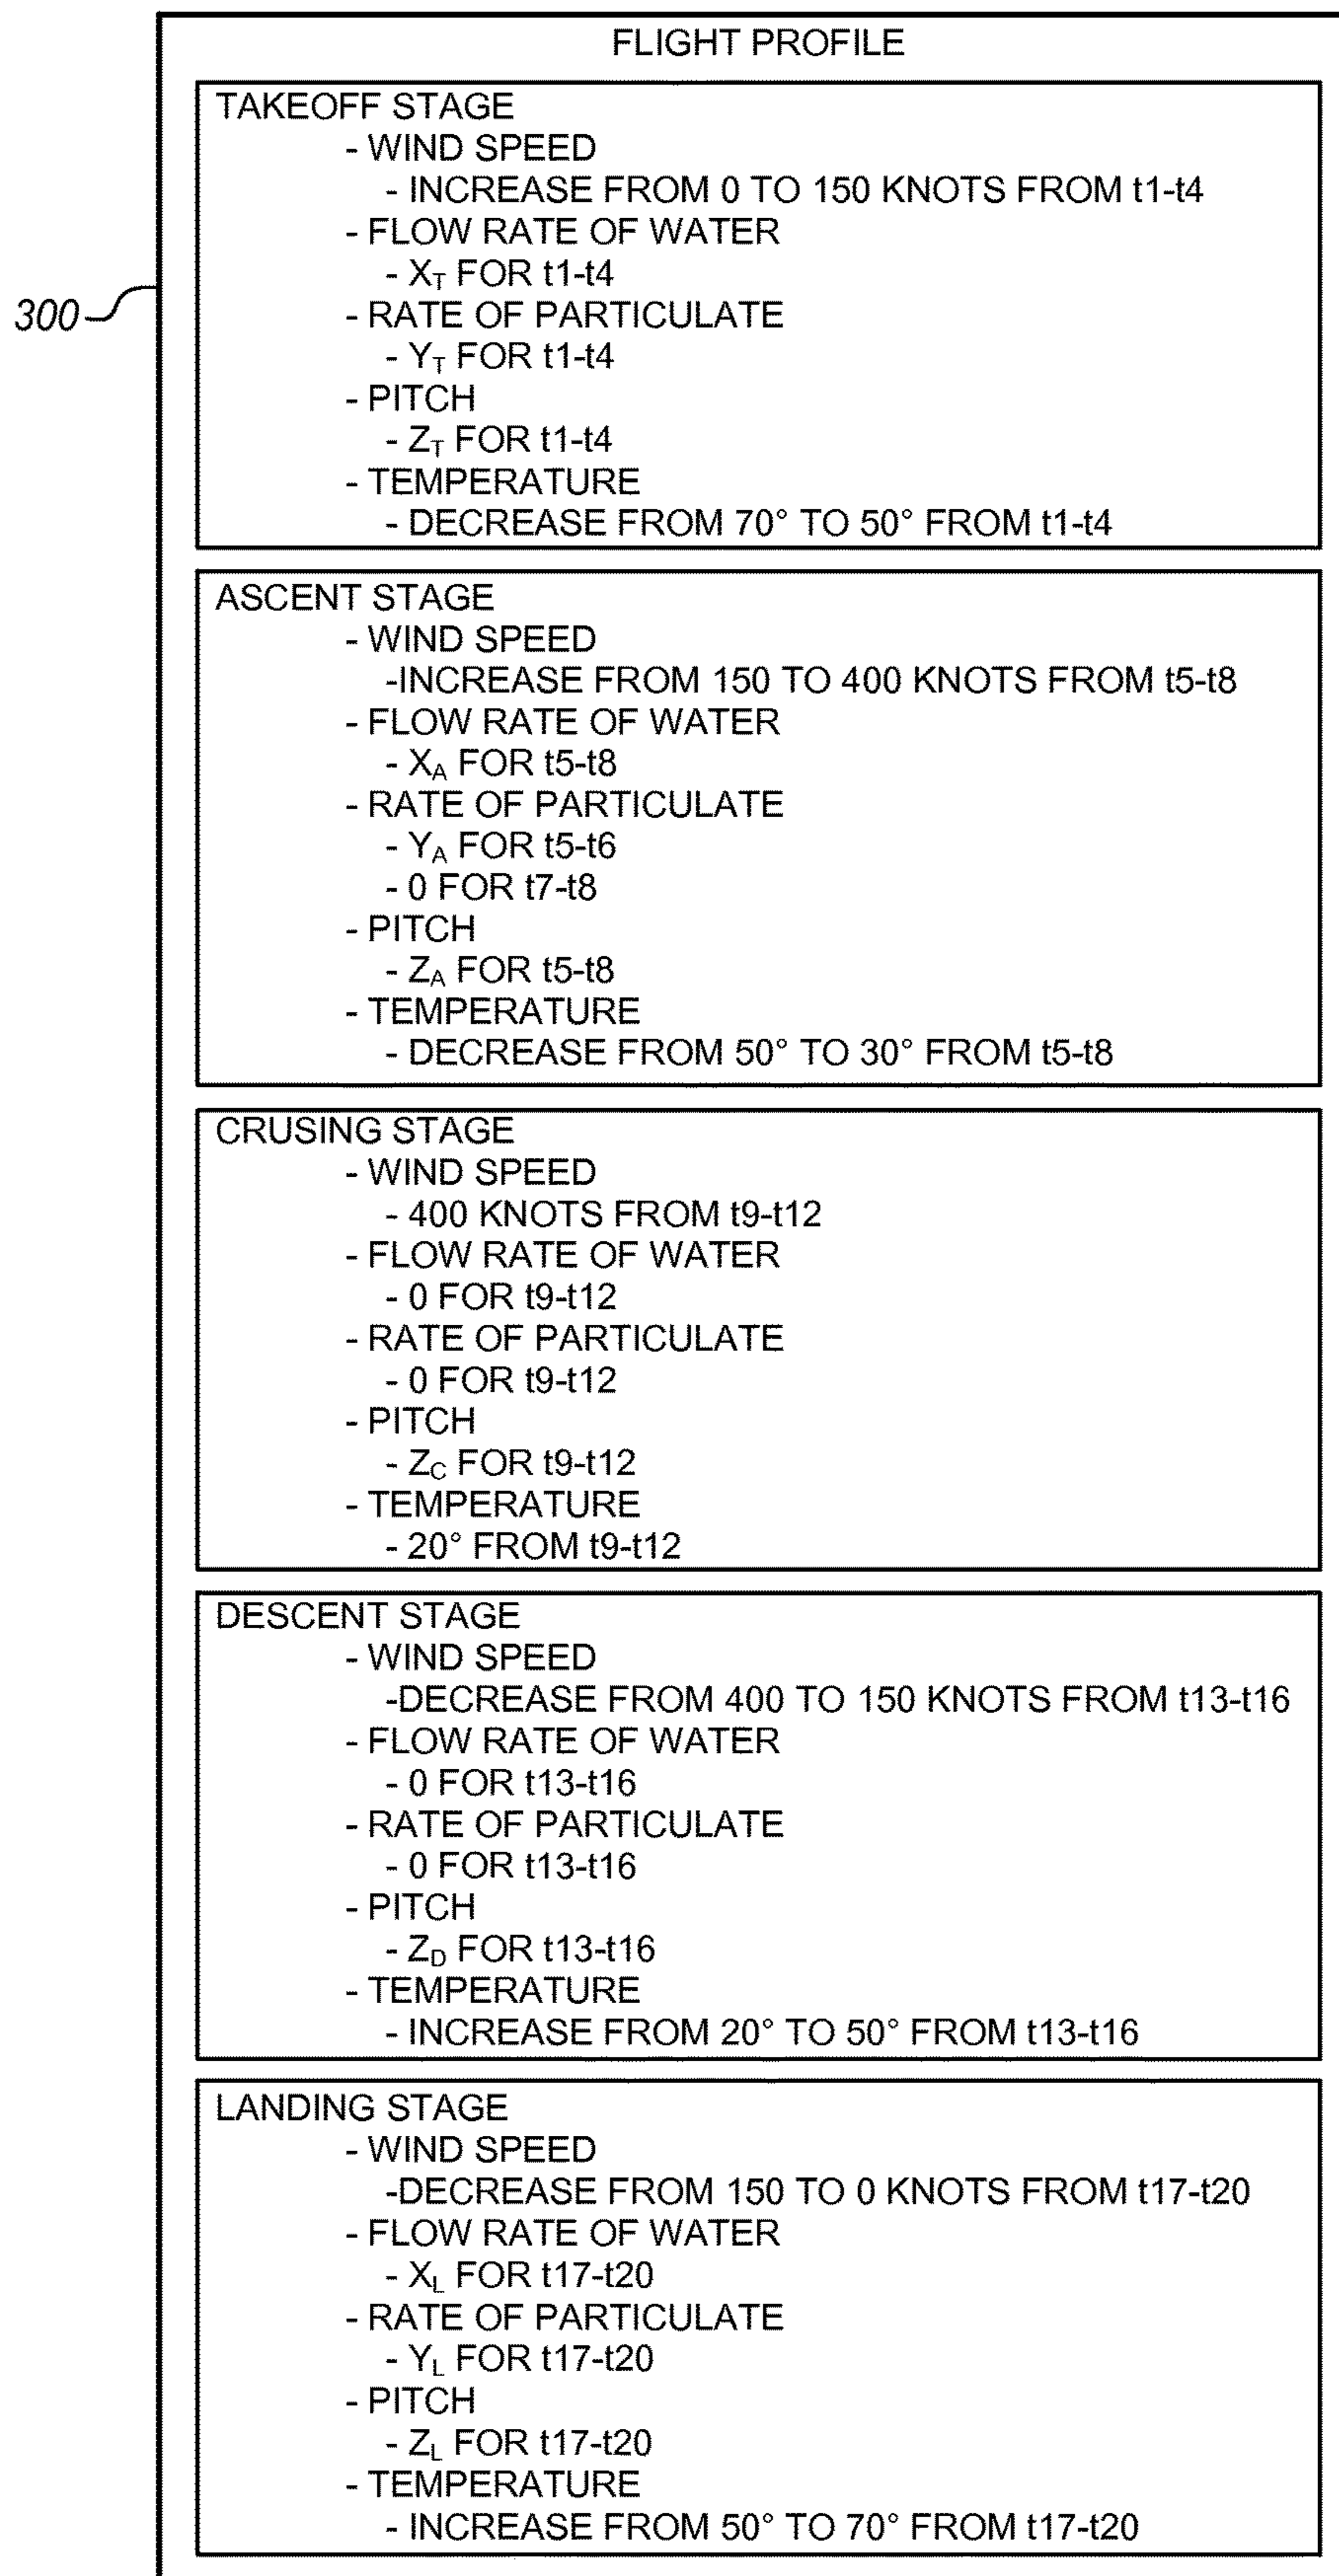 FLIGHT PROFILE
TAKEOFF STAGE
- WIND SPEED
- INCREASE FROM 0 TO 150 KNOTS FROM t1-t4
- FLOW RATE OF WATER
- XT FOR t1-t4
300
- RATE OF PARTICULATE
- YT FOR t1-t4
- PITCH
- ZT FOR t1-t4
- TEMPERATURE
- DECREASE FROM 70° TO 50° FROM t1-t4
ASCENT STAGE
- WIND SPEED
-INCREASE FROM 150 TO 400 KNOTS FROM t5-t8
- FLOW RATE OF WATER
- XA FOR t5-t8
- RATE OF PARTICULATE
- YA FOR t5-t6
- 0 FOR t7-t8
- PITCH
- ZA FOR t5-t8
- TEMPERATURE
- DECREASE FROM 50° TO 30° FROM t5-t8
CRUSING STAGE
- WIND SPEED
- 400 KNOTS FROM t9-t12
- FLOW RATE OF WATER
- 0 FOR t9-t12
- RATE OF PARTICULATE
- 0 FOR t9-t12
- PITCH
- ZC FOR t9-t12
- TEMPERATURE
- 20° FROM t9-t12
DESCENT STAGE
- WIND SPEED
-DECREASE FROM 400 TO 150 KNOTS FROM t13-t16
- FLOW RATE OF WATER
- 0 FOR t13-t16
- RATE OF PARTICULATE
- 0 FOR t13-t16
- PITCH
- ZD FOR t13-t16
- TEMPERATURE
- INCREASE FROM 20° TO 50° FROM t13-t16
LANDING STAGE
- WIND SPEED
-DECREASE FROM 150 TO 0 KNOTS FROM t17-t20
- FLOW RATE OF WATER
- XL FOR t17-t20
- RATE OF PARTICULATE
- YL FOR t17-t20
- PITCH
- ZL FOR t17-t20
- TEMPERATURE
- INCREASE FROM 50° TO 70° FROM t17-t20